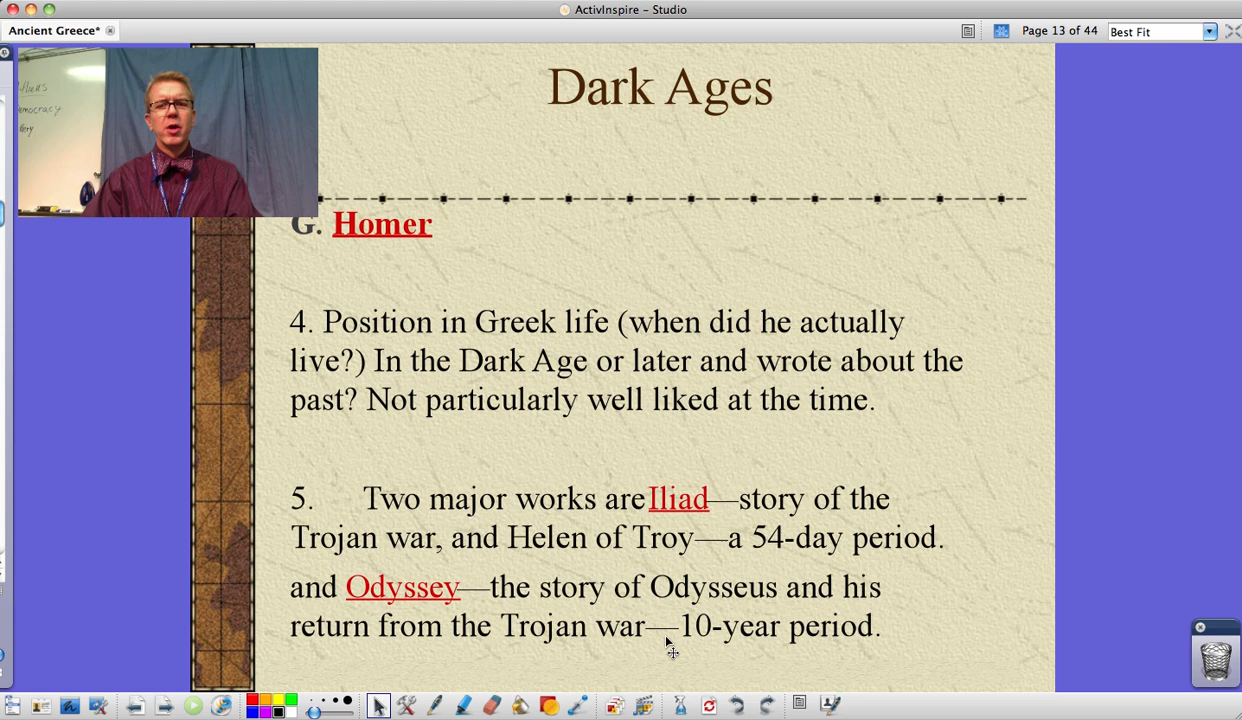 ActivInspire – Studio
Ancient Greece*
Page 13 of 44
Best Fit
Dark Ages
G. Homer
4. Position in Greek life (when did he actually
live?) In the Dark Age or later and wrote about the
past? Not particularly well liked at the time.
5. Two major works are Iliad—story of the
Trojan war, and Helen of Troy—a 54-day period.
and Odyssey—the story of Odysseus and his
return from the Trojan war—10-year period.